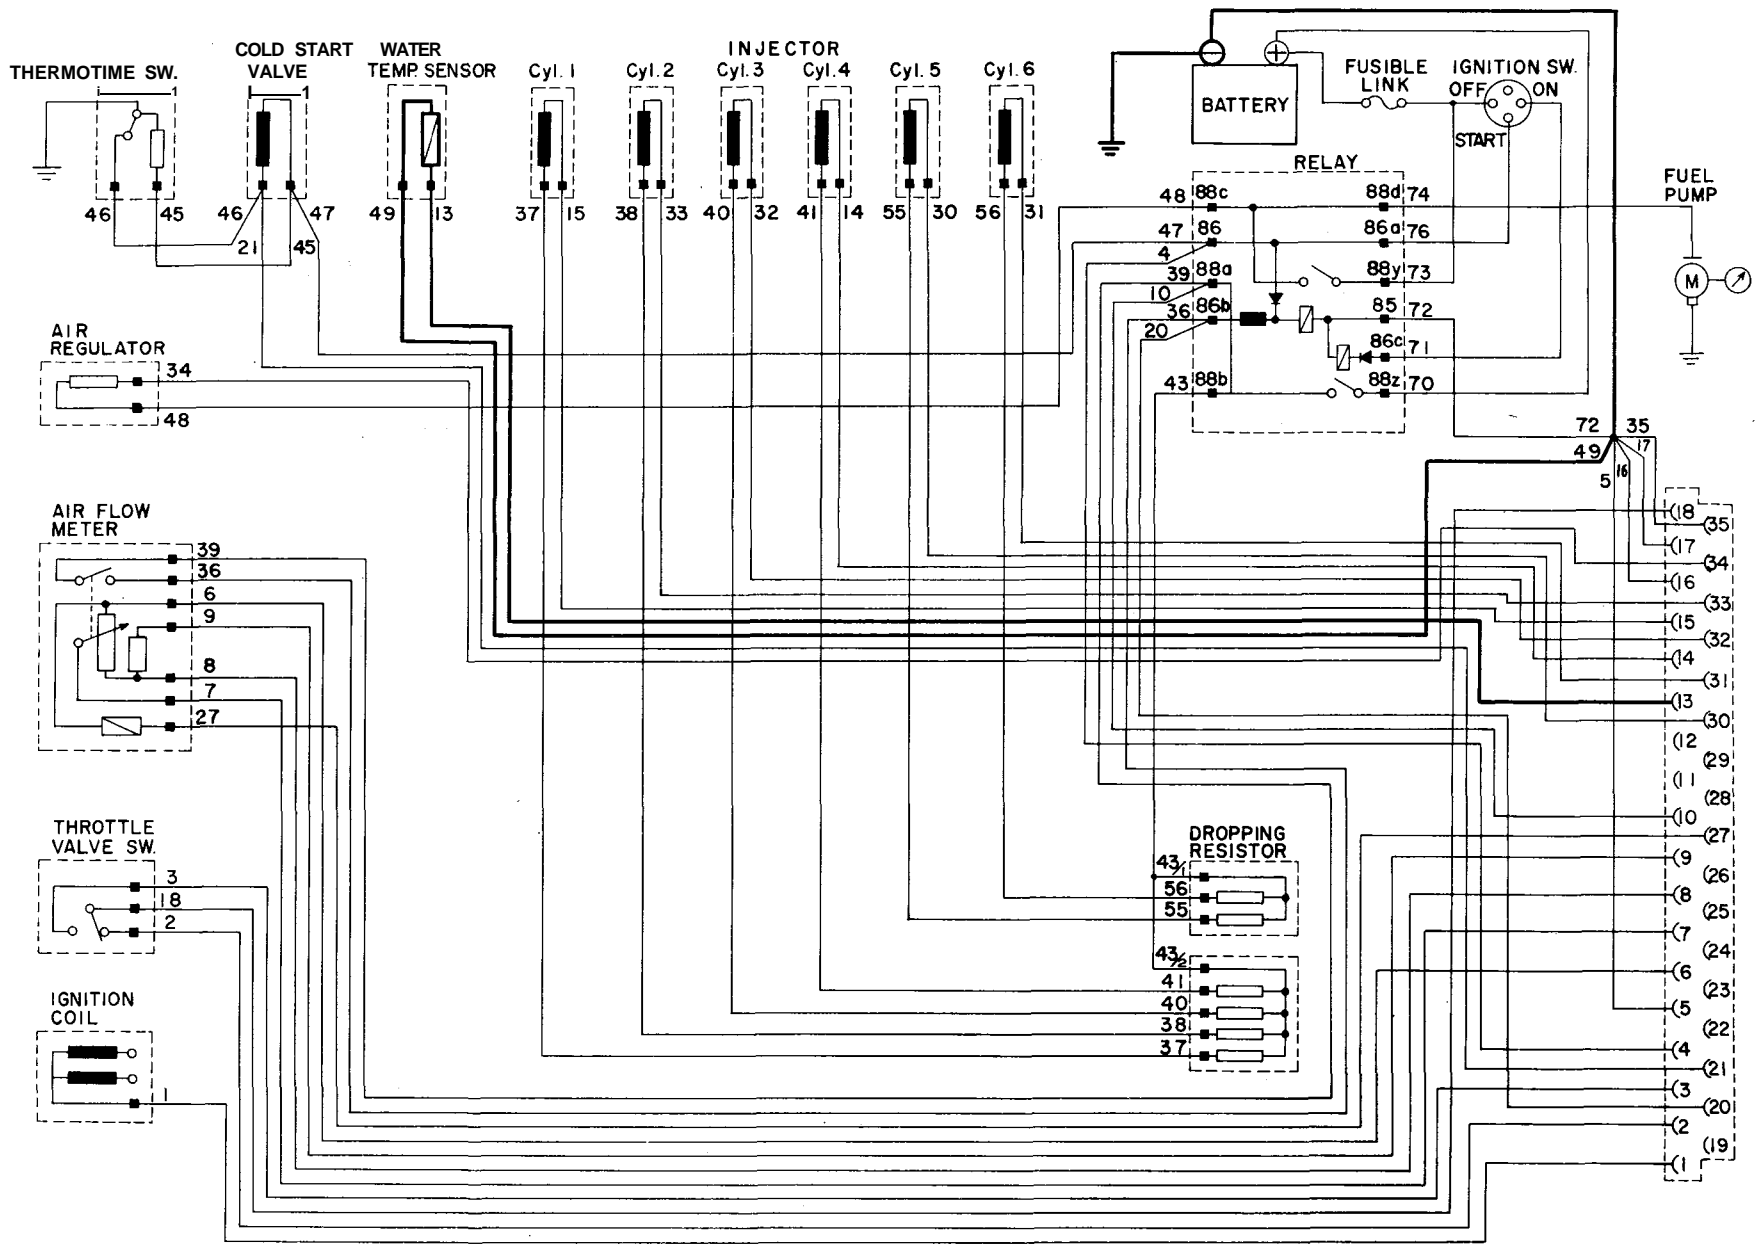 THERMOTIME SW.
1
COLD START
VALVE
1
WATER
TEMP. SENSOR
INJECTOR
Cyl. 1
Cyl. 2
Cyl. 3
Cyl. 4
Cyl. 5
Cyl. 6
BATTERY
+
FUSIBLE
LINK
IGNITION SW.
OFF
ON
START
46
45
46
47
21
45
49
13
37
15
38
33
40
32
41
14
55
30
56
31
RELAY
48
88c
88d
74
47
86
86a
76
4
39
88a
88y
73
10
36
86b
85
72
20
86c
71
43
88b
88z
70
FUEL
PUMP
M
AIR
REGULATOR
34
48
72
35
49
17
16
5
AIR FLOW
METER
39
36
6
9
8
7
27
THROTTLE
VALVE SW.
3
18
2
IGNITION
COIL
1
DROPPING
RESISTOR
43/1
56
55
43/2
41
40
38
37
(18
(35
(17
(34
(16
(33
(15
(32
(14
(31
(13
(30
(12
(29
(11
(28
(10
(27
(9
(26
(8
(25
(7
(24
(6
(23
(5
(22
(4
(21
(3
(20
(2
(19
(1